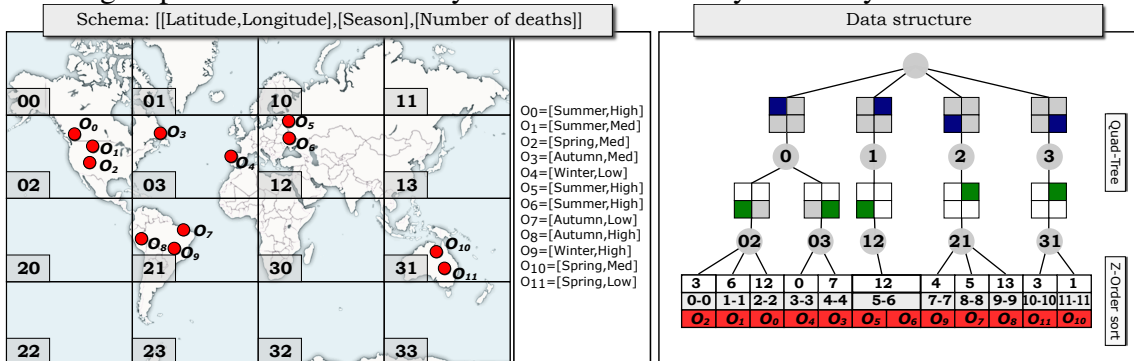 Schema: [[Latitude,Longitude],[Season],[Number of deaths]]
00 01 10 11
O0 O3 O5
O1 O6
O2 O4
02 03 12 13
O7
O8 O10
O9
20 21 30 31 O11
22 23 32 33
O0=[Summer,High]
O1=[Summer,Med]
O2=[Spring,Med]
O3=[Autumn,Med]
O4=[Winter,Low]
O5=[Summer,High]
O6=[Summer,High]
O7=[Autumn,Low]
O8=[Autumn,High]
O9=[Winter,High]
O10=[Spring,Med]
O11=[Spring,Low]
Data structure
0 1 2 3
02 03 12 21 31
3 6 12 0 7 12 4 5 13 3 1
0-0 1-1 2-2 3-3 4-4 5-6 7-7 8-8 9-9 10-10 11-11
O2 O1 O0 O4 O3 O5 O6 O9 O7 O8 O11 O10
Quad-Tree
Z-Order sort